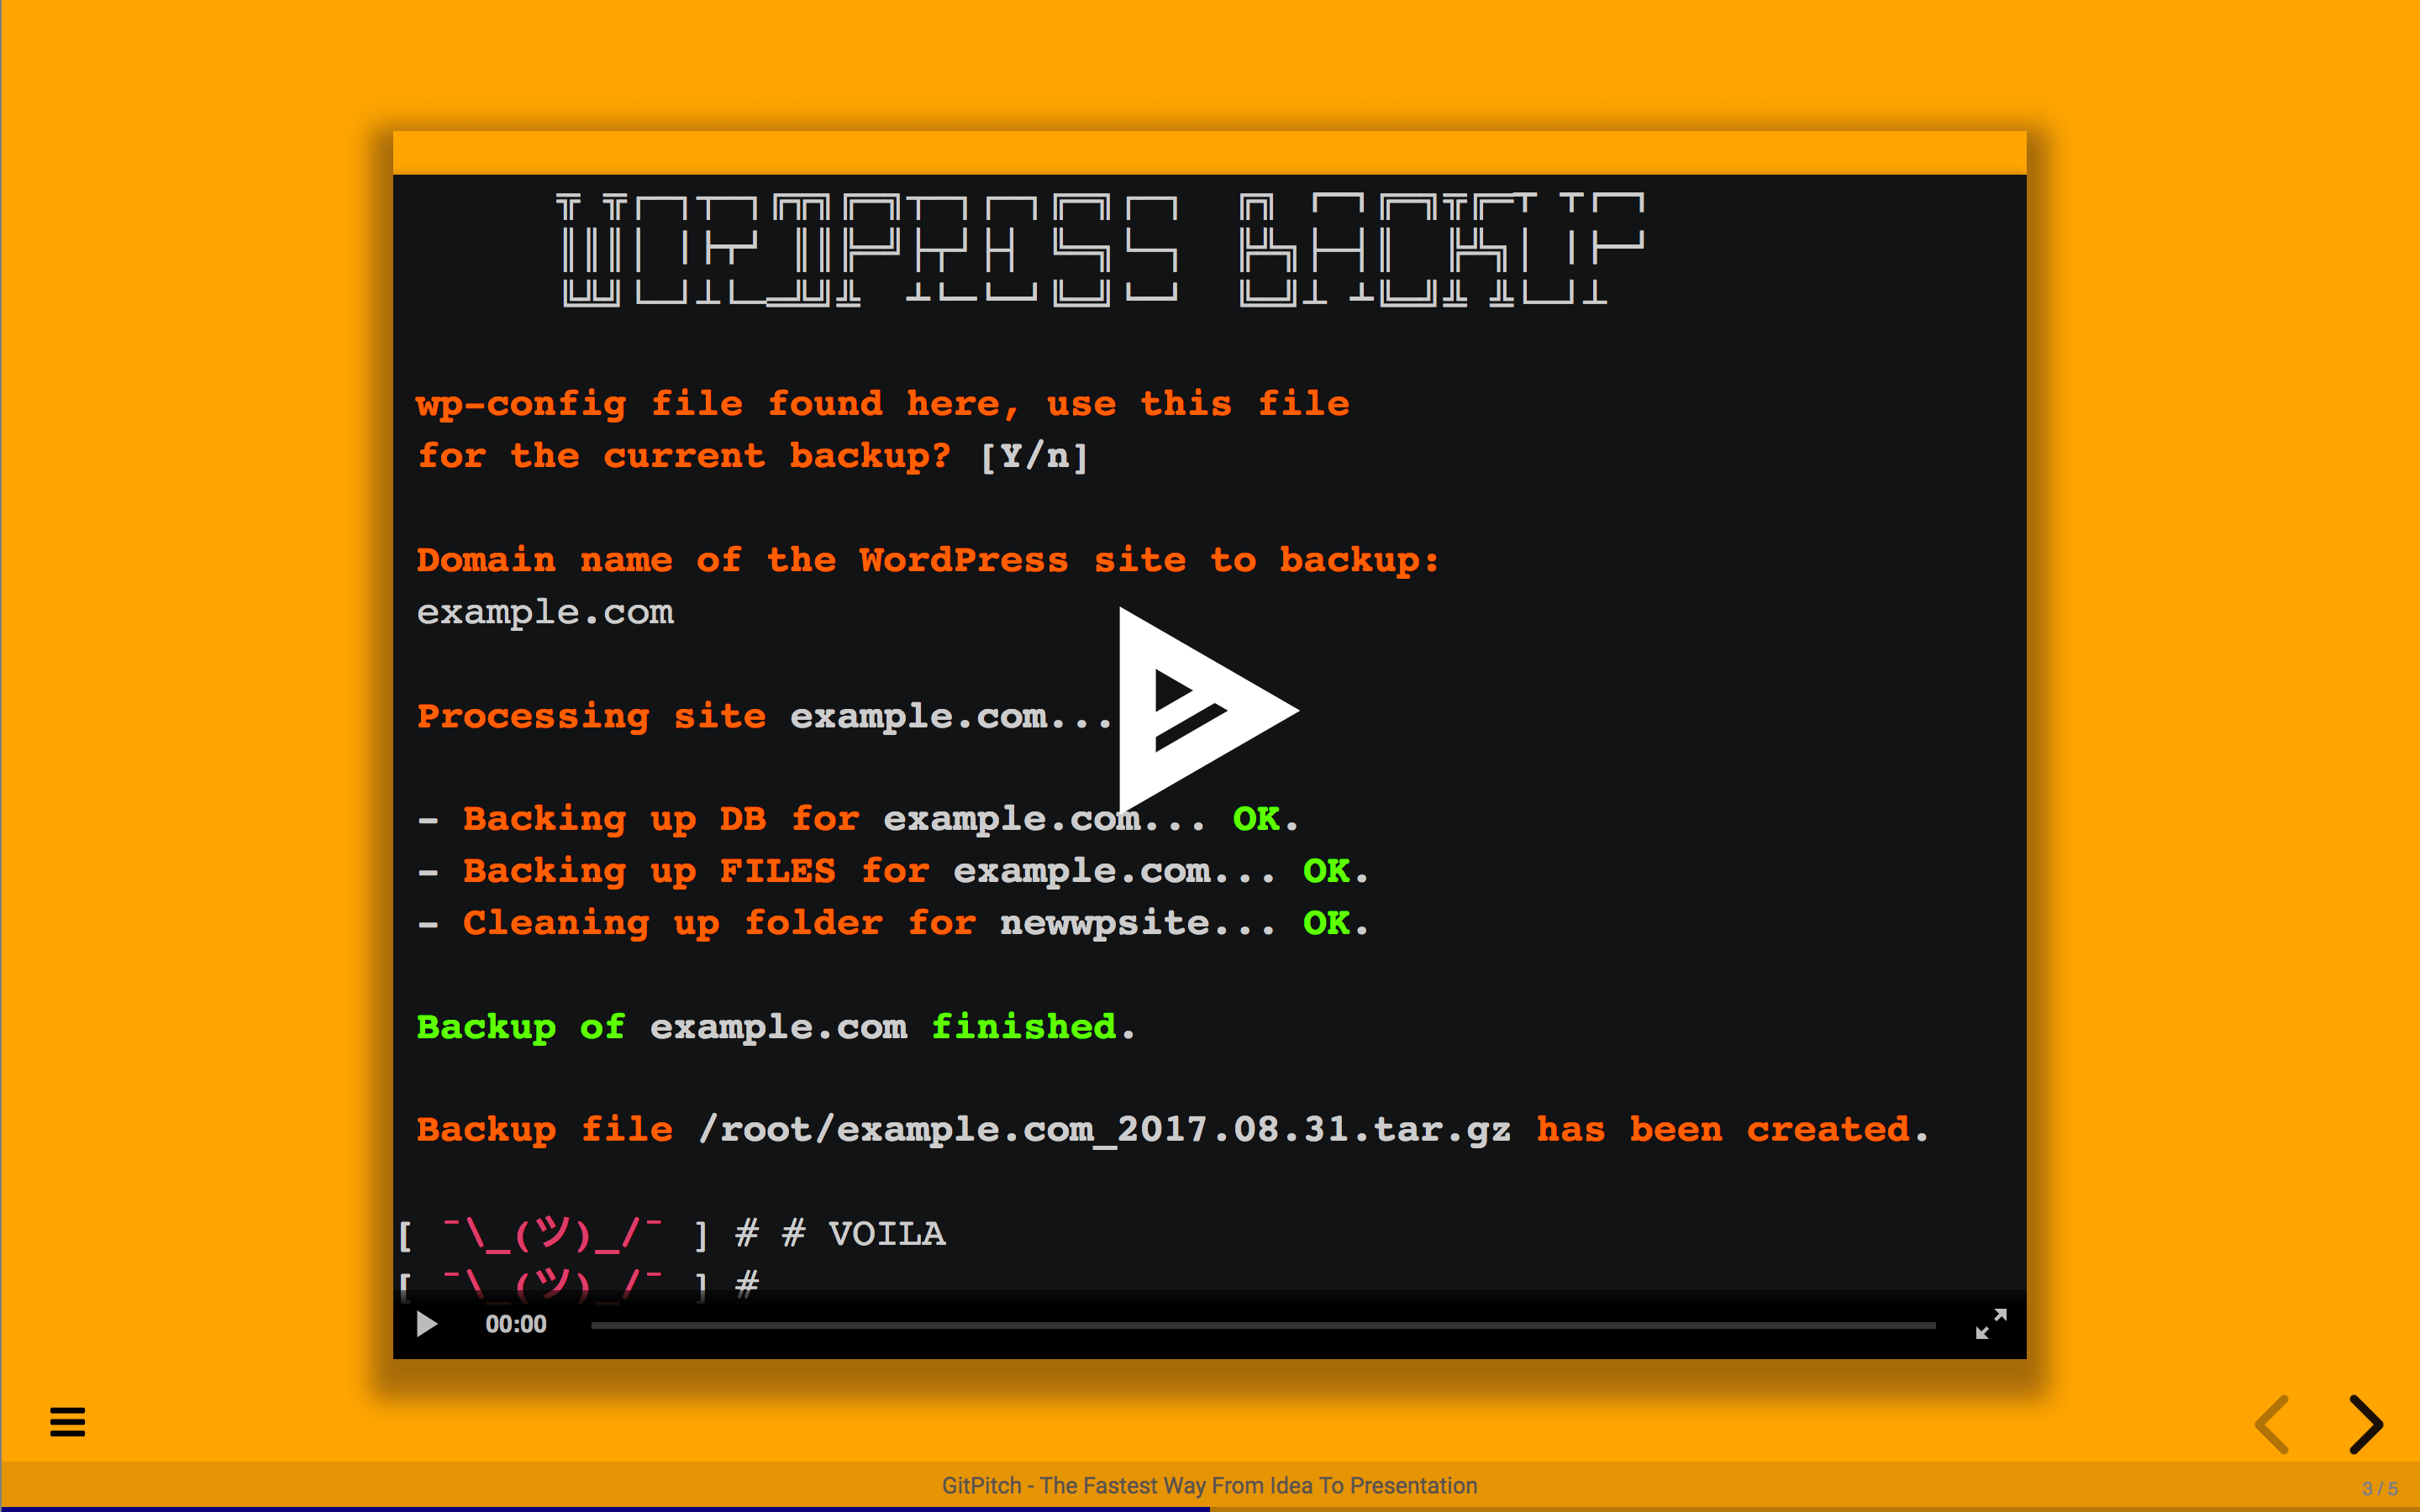 WORDPRESS BACKUP
wp-config file found here, use this file
for the current backup? [Y/n]
Domain name of the WordPress site to backup:
example.com
Processing site example.com...
- Backing up DB for example.com... OK.
- Backing up FILES for example.com... OK.
- Cleaning up folder for newwpsite... OK.
Backup of example.com finished.
Backup file /root/example.com_2017.08.31.tar.gz has been created.
[ ¯\_(ツ)_/¯ ] # # VOILA
[ ¯\_(ツ)_/¯ ] #
00:00
GitPitch - The Fastest Way From Idea To Presentation
3 / 5